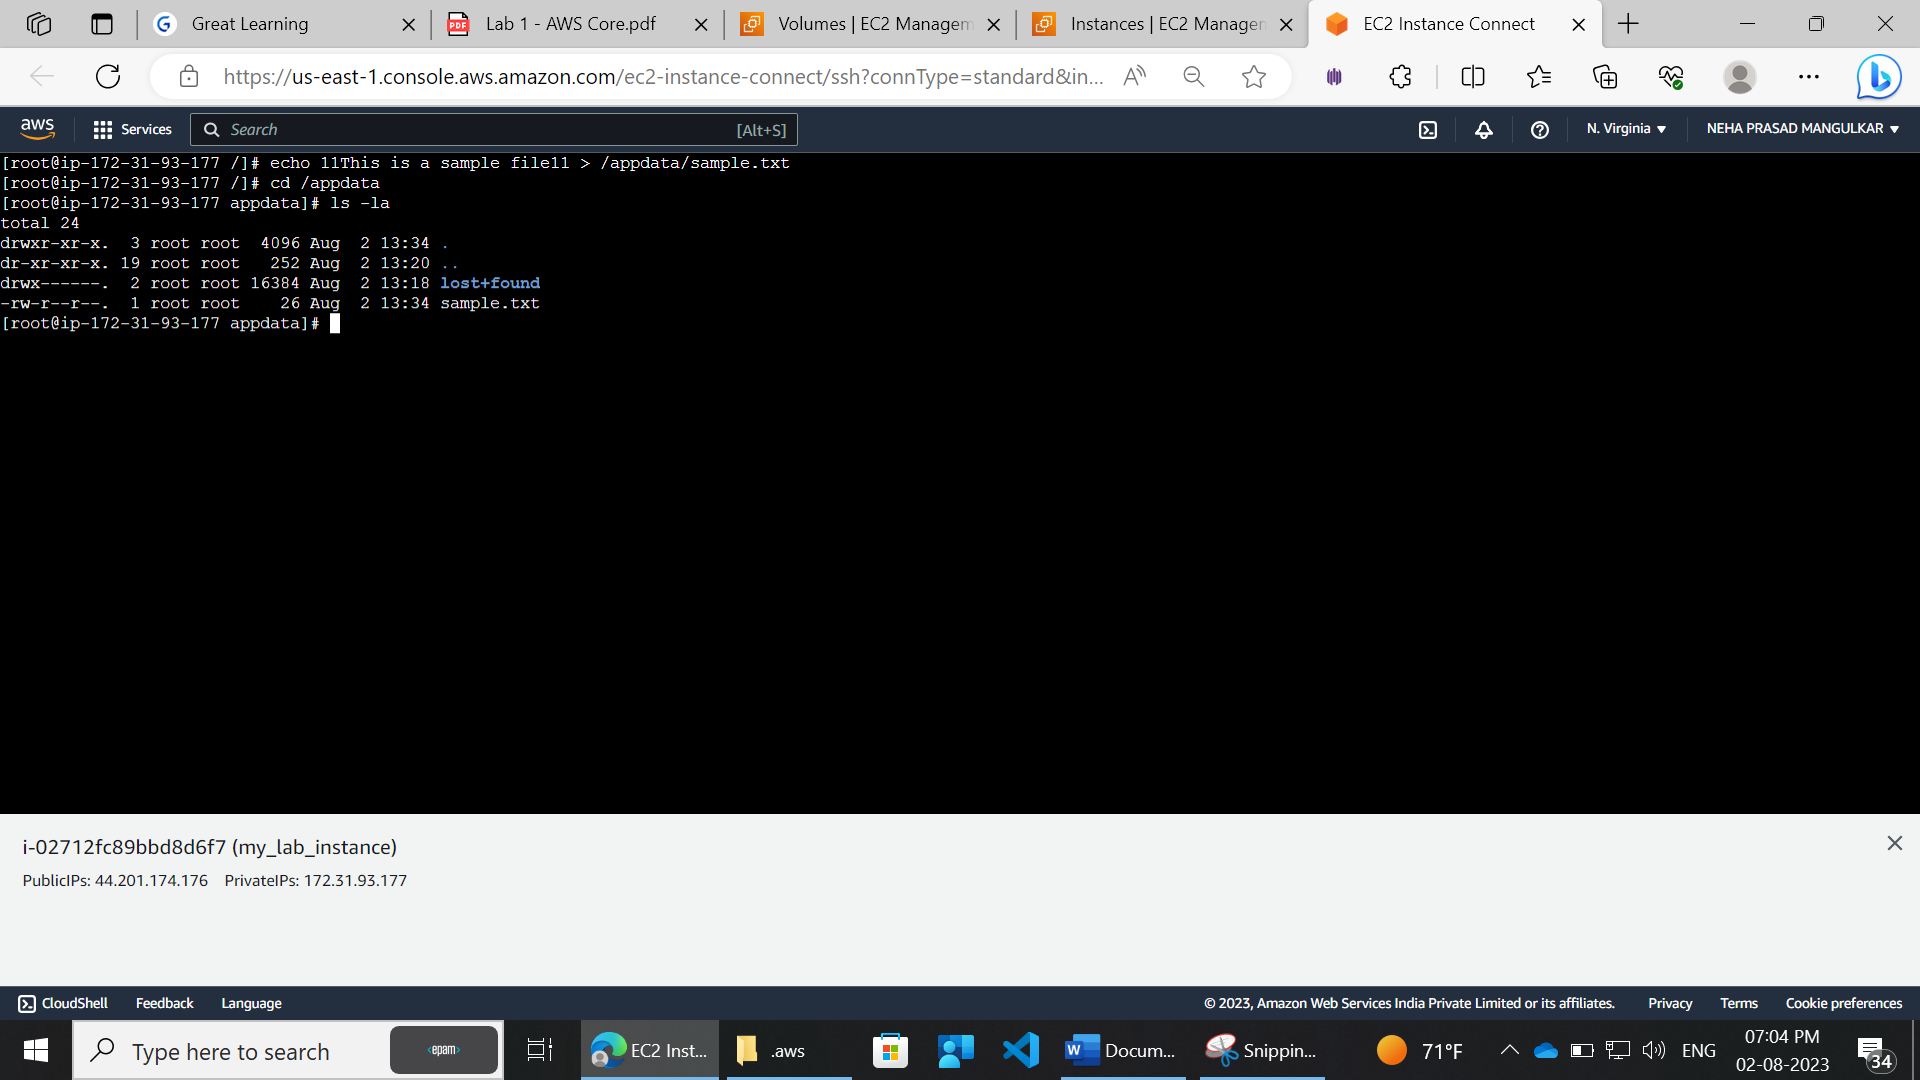 Great Learning
Lab 1 - AWS Core.pdf
Volumes | EC2 Managem
Instances | EC2 Managem
EC2 Instance Connect
https://us-east-1.console.aws.amazon.com/ec2-instance-connect/ssh?connType=standard&in...
aws
Services
Search
[Alt+S]
N. Virginia
NEHA PRASAD MANGULKAR
[root@ip-172-31-93-177 /]# echo 11This is a sample file11 > /appdata/sample.txt
[root@ip-172-31-93-177 /]# cd /appdata
[root@ip-172-31-93-177 appdata]# ls -la
total 24
drwxr-xr-x.  3 root root  4096 Aug  2 13:34 .
dr-xr-xr-x. 19 root root   252 Aug  2 13:20 ..
drwx------.  2 root root 16384 Aug  2 13:18 lost+found
-rw-r--r--.  1 root root    26 Aug  2 13:34 sample.txt
[root@ip-172-31-93-177 appdata]#
i-02712fc89bbd8d6f7 (my_lab_instance)
PublicIPs: 44.201.174.176    PrivateIPs: 172.31.93.177
CloudShell
Feedback
Language
© 2023, Amazon Web Services India Private Limited or its affiliates.
Privacy
Terms
Cookie preferences
Type here to search
<epam>
EC2 Inst...
.aws
Docum...
Snippin...
71°F
ENG
07:04 PM
02-08-2023
34